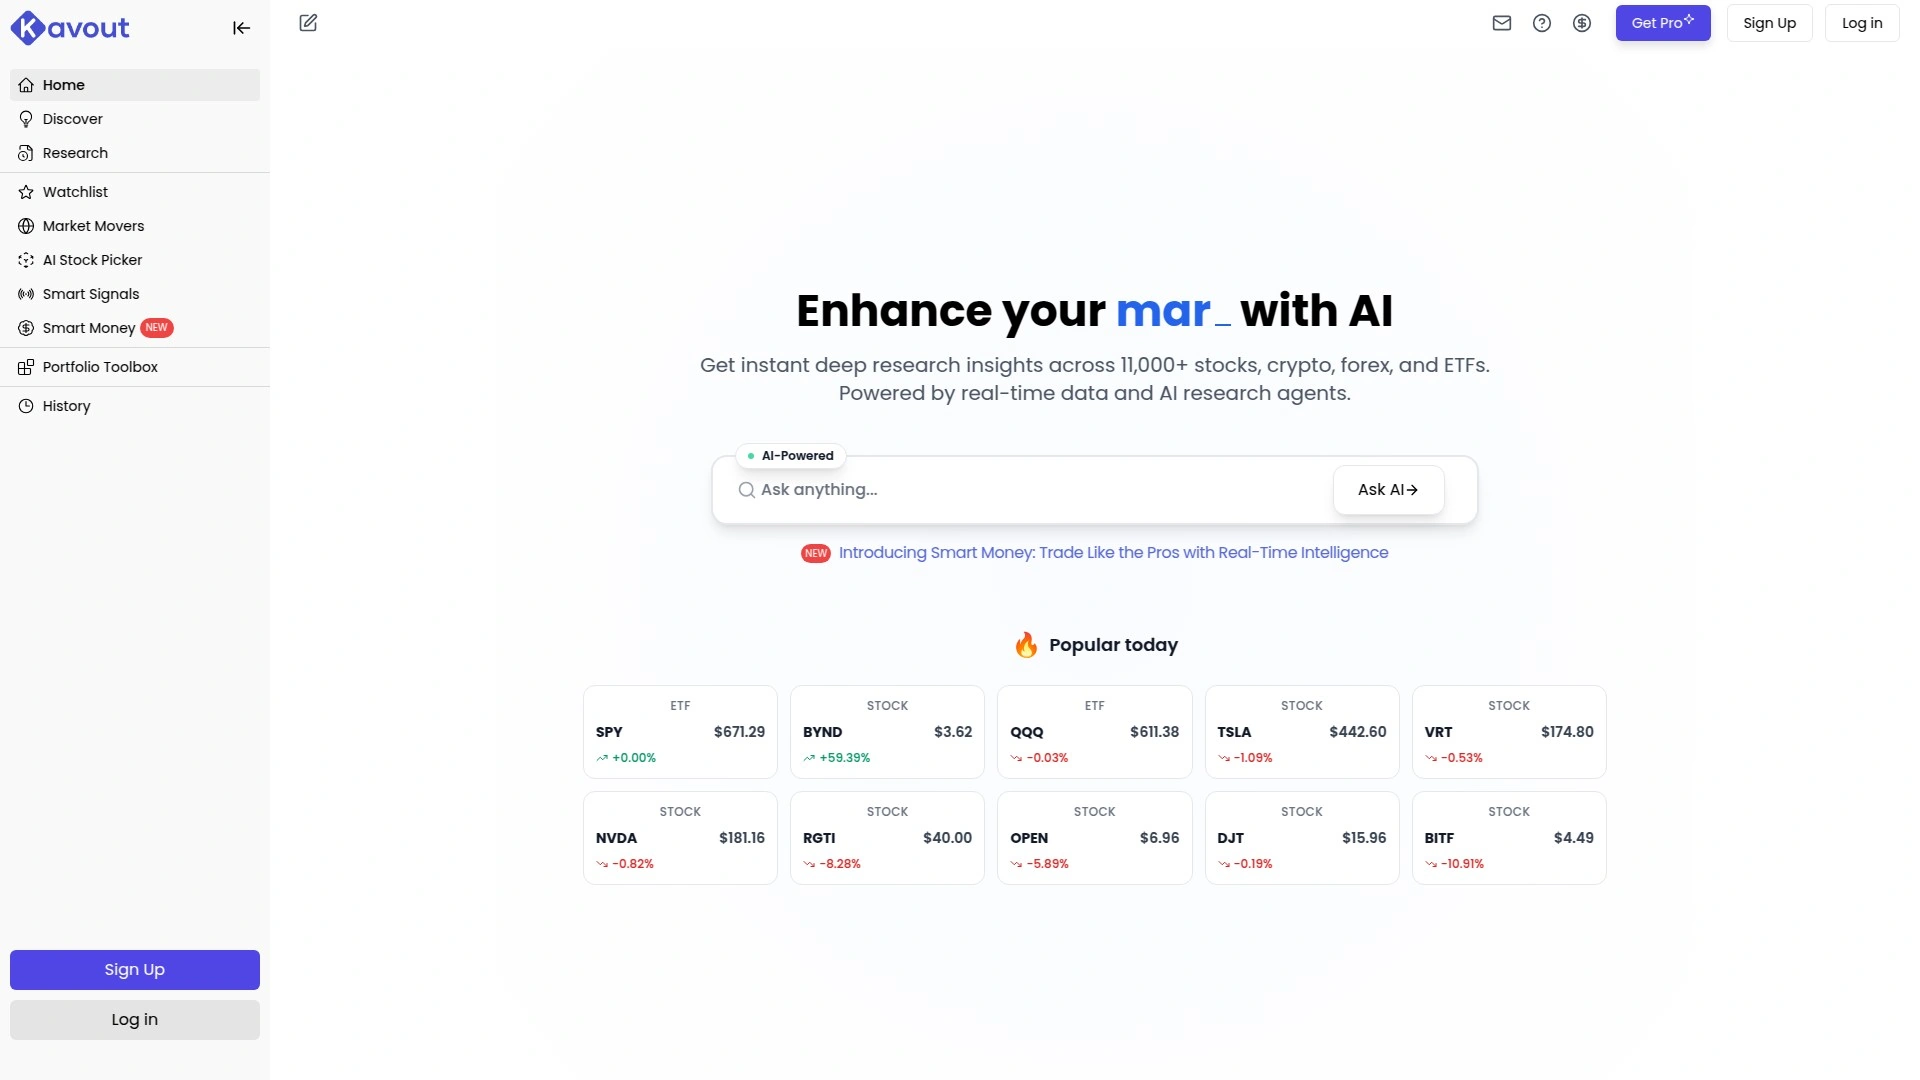 Kavout
Home
Discover
Research
Watchlist
Market Movers
AI Stock Picker
Smart Signals
Smart Money NEW
Portfolio Toolbox
History
Sign Up
Log in
Get Pro
Sign Up
Log in
Enhance your mar_ with AI
Get instant deep research insights across 11,000+ stocks, crypto, forex, and ETFs.
Powered by real-time data and AI research agents.
AI-Powered
Ask anything...
Ask AI→
NEW Introducing Smart Money: Trade Like the Pros with Real-Time Intelligence
🔥 Popular today
ETF
SPY $671.29
+0.00%
STOCK
BYND $3.62
+59.39%
ETF
QQQ $611.38
-0.03%
STOCK
TSLA $442.60
-1.09%
STOCK
VRT $174.80
-0.53%
STOCK
NVDA $181.16
-0.82%
STOCK
RGTI $40.00
-8.28%
STOCK
OPEN $6.96
-5.89%
STOCK
DJT $15.96
-0.19%
STOCK
BITF $4.49
-10.91%